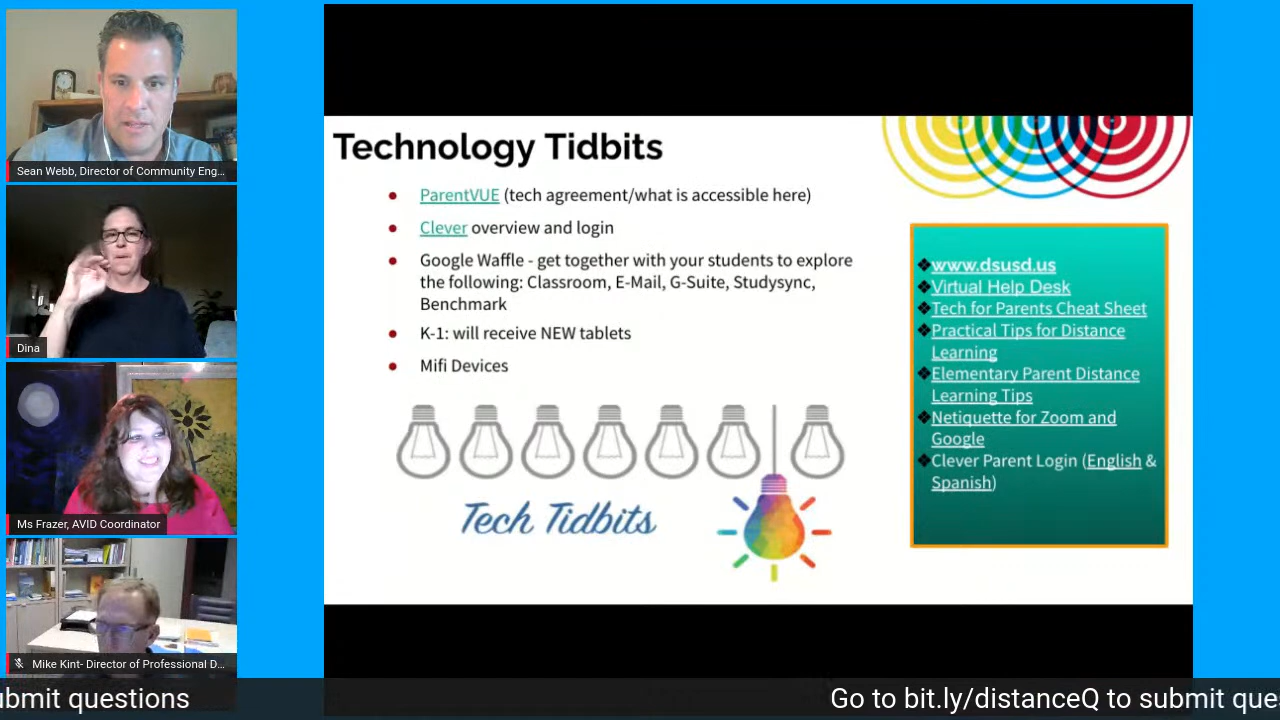 Sean Webb, Director of Community Eng...
Dina
Ms Frazer, AVID Coordinator
Mike Kint- Director of Professional D...
Technology Tidbits
● ParentVUE (tech agreement/what is accessible here)
● Clever overview and login
● Google Waffle - get together with your students to explore
the following: Classroom, E-Mail, G-Suite, Studysync,
Benchmark
● K-1: will receive NEW tablets
● Mifi Devices
Tech Tidbits
❖www.dsusd.us
❖Virtual Help Desk
❖Tech for Parents Cheat Sheet
❖Practical Tips for Distance
Learning
❖Elementary Parent Distance
Learning Tips
❖Netiquette for Zoom and
Google
❖Clever Parent Login (English &
Spanish)
ubmit questions
Go to bit.ly/distanceQ to submit que